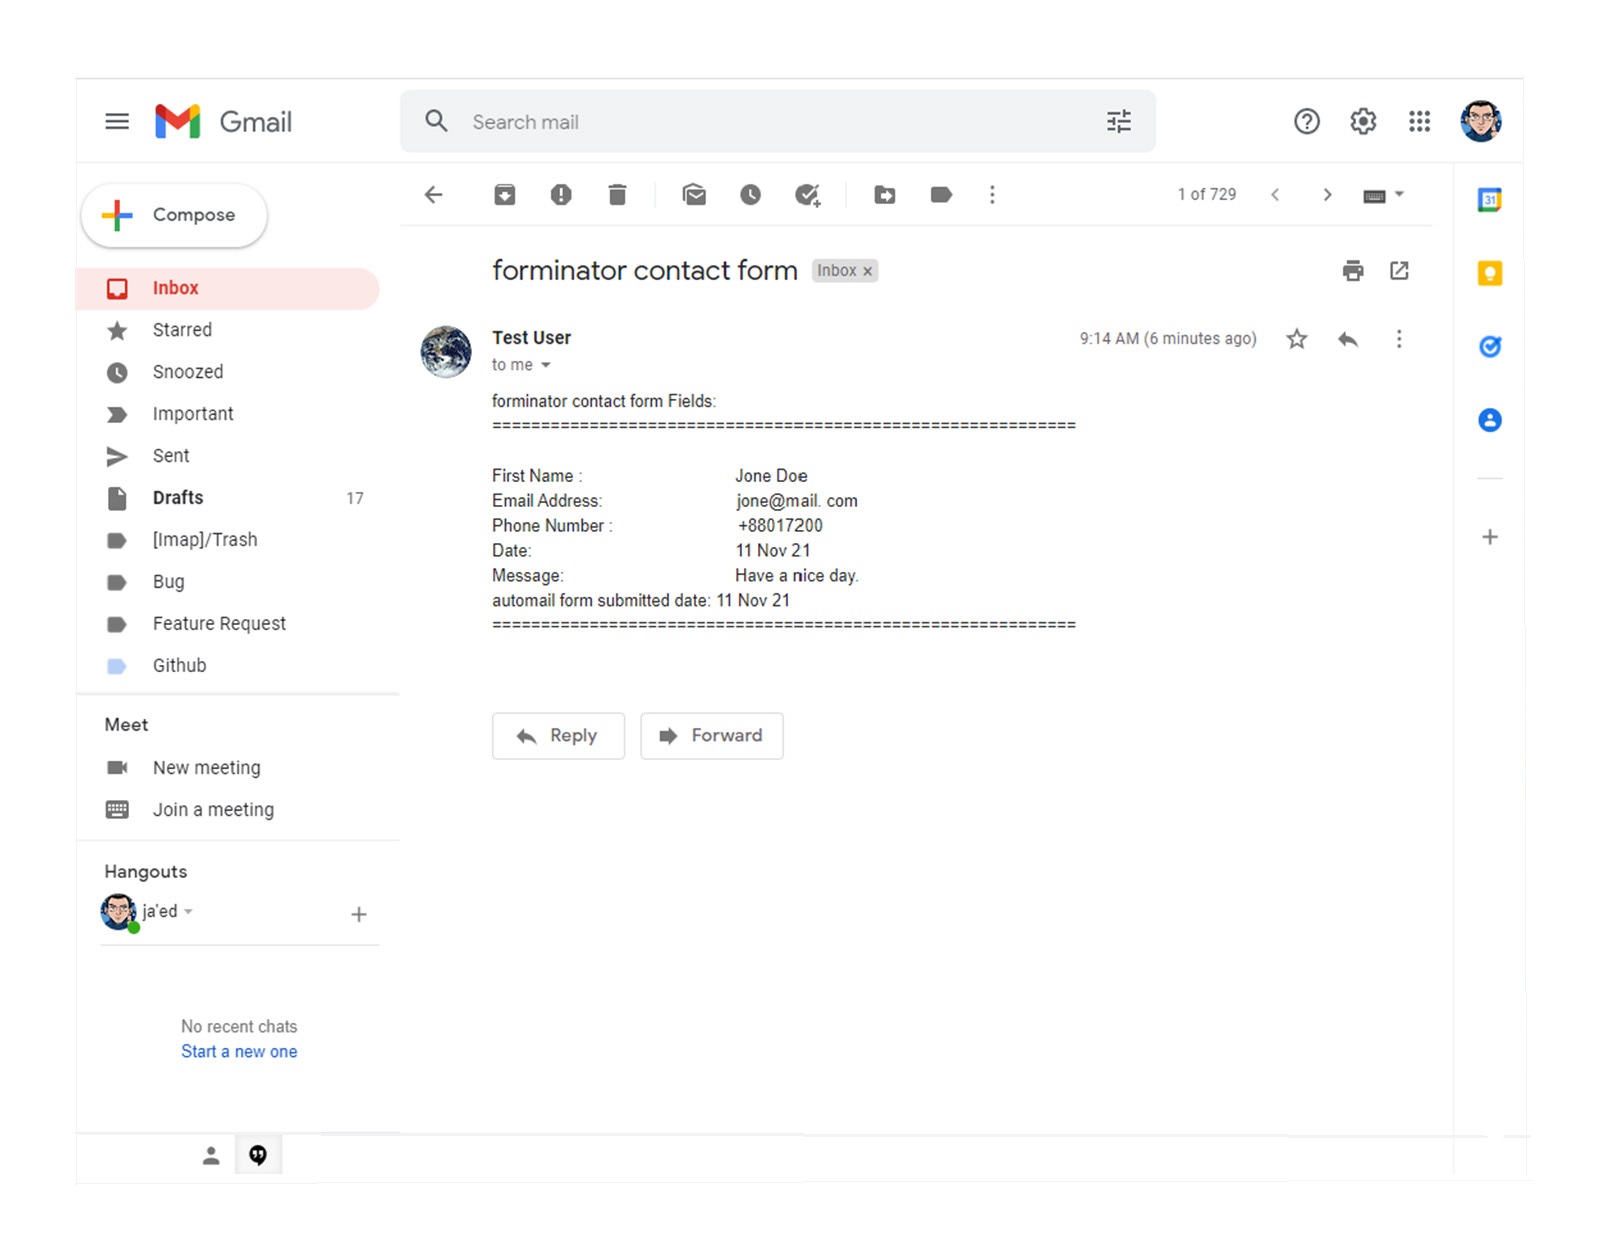 Gmail
Search mail
Compose
1 of 729
31
Inbox
Starred
Snoozed
Important
Sent
Drafts 17
[Imap]/Trash
Bug
Feature Request
Github
Meet
New meeting
Join a meeting
Hangouts
ja'ed
No recent chats
Start a new one
forminator contact form Inbox x
Test User 9:14 AM (6 minutes ago)
to me
forminator contact form Fields:
============================================================
First Name : Jone Doe
Email Address: jone@mail. com
Phone Number : +88017200
Date: 11 Nov 21
Message: Have a nice day.
automail form submitted date: 11 Nov 21
============================================================
Reply Forward